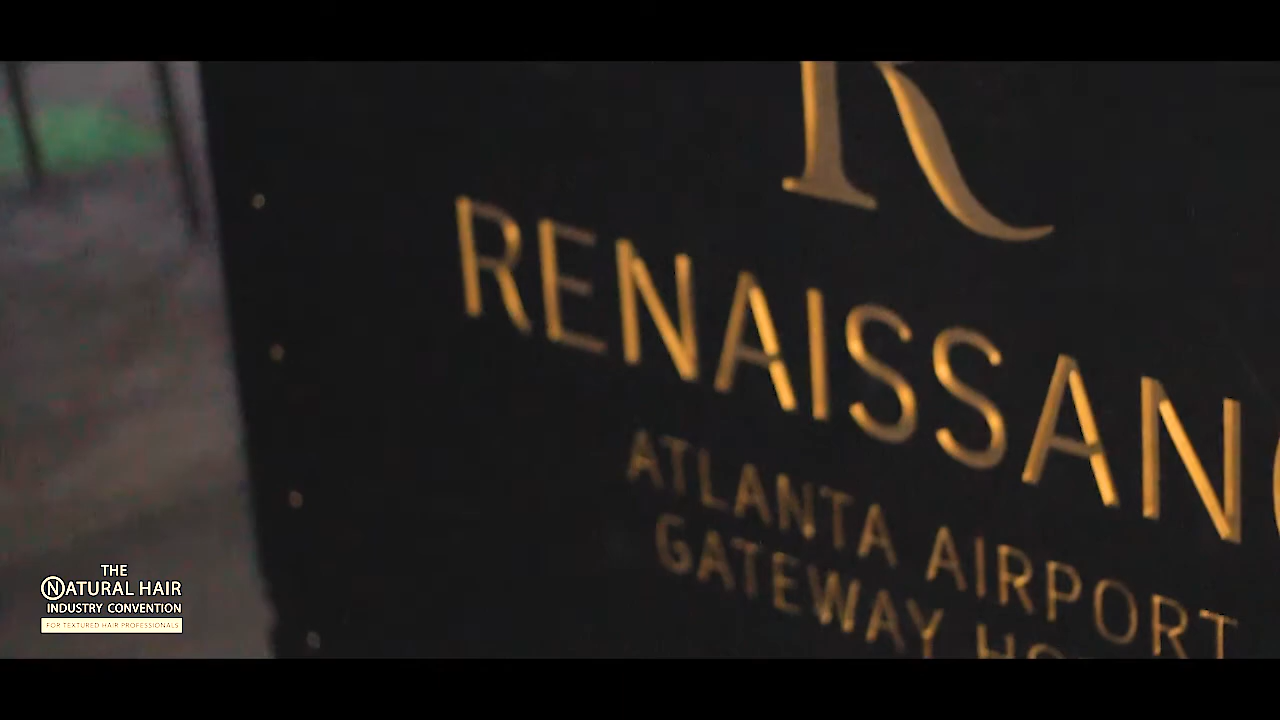 R
RENAISSAN
ATLANTA AIRPORT
GATEWAY
THE
NATURAL HAIR
INDUSTRY CONVENTION
FOR TEXTURED HAIR PROFESSIONALS